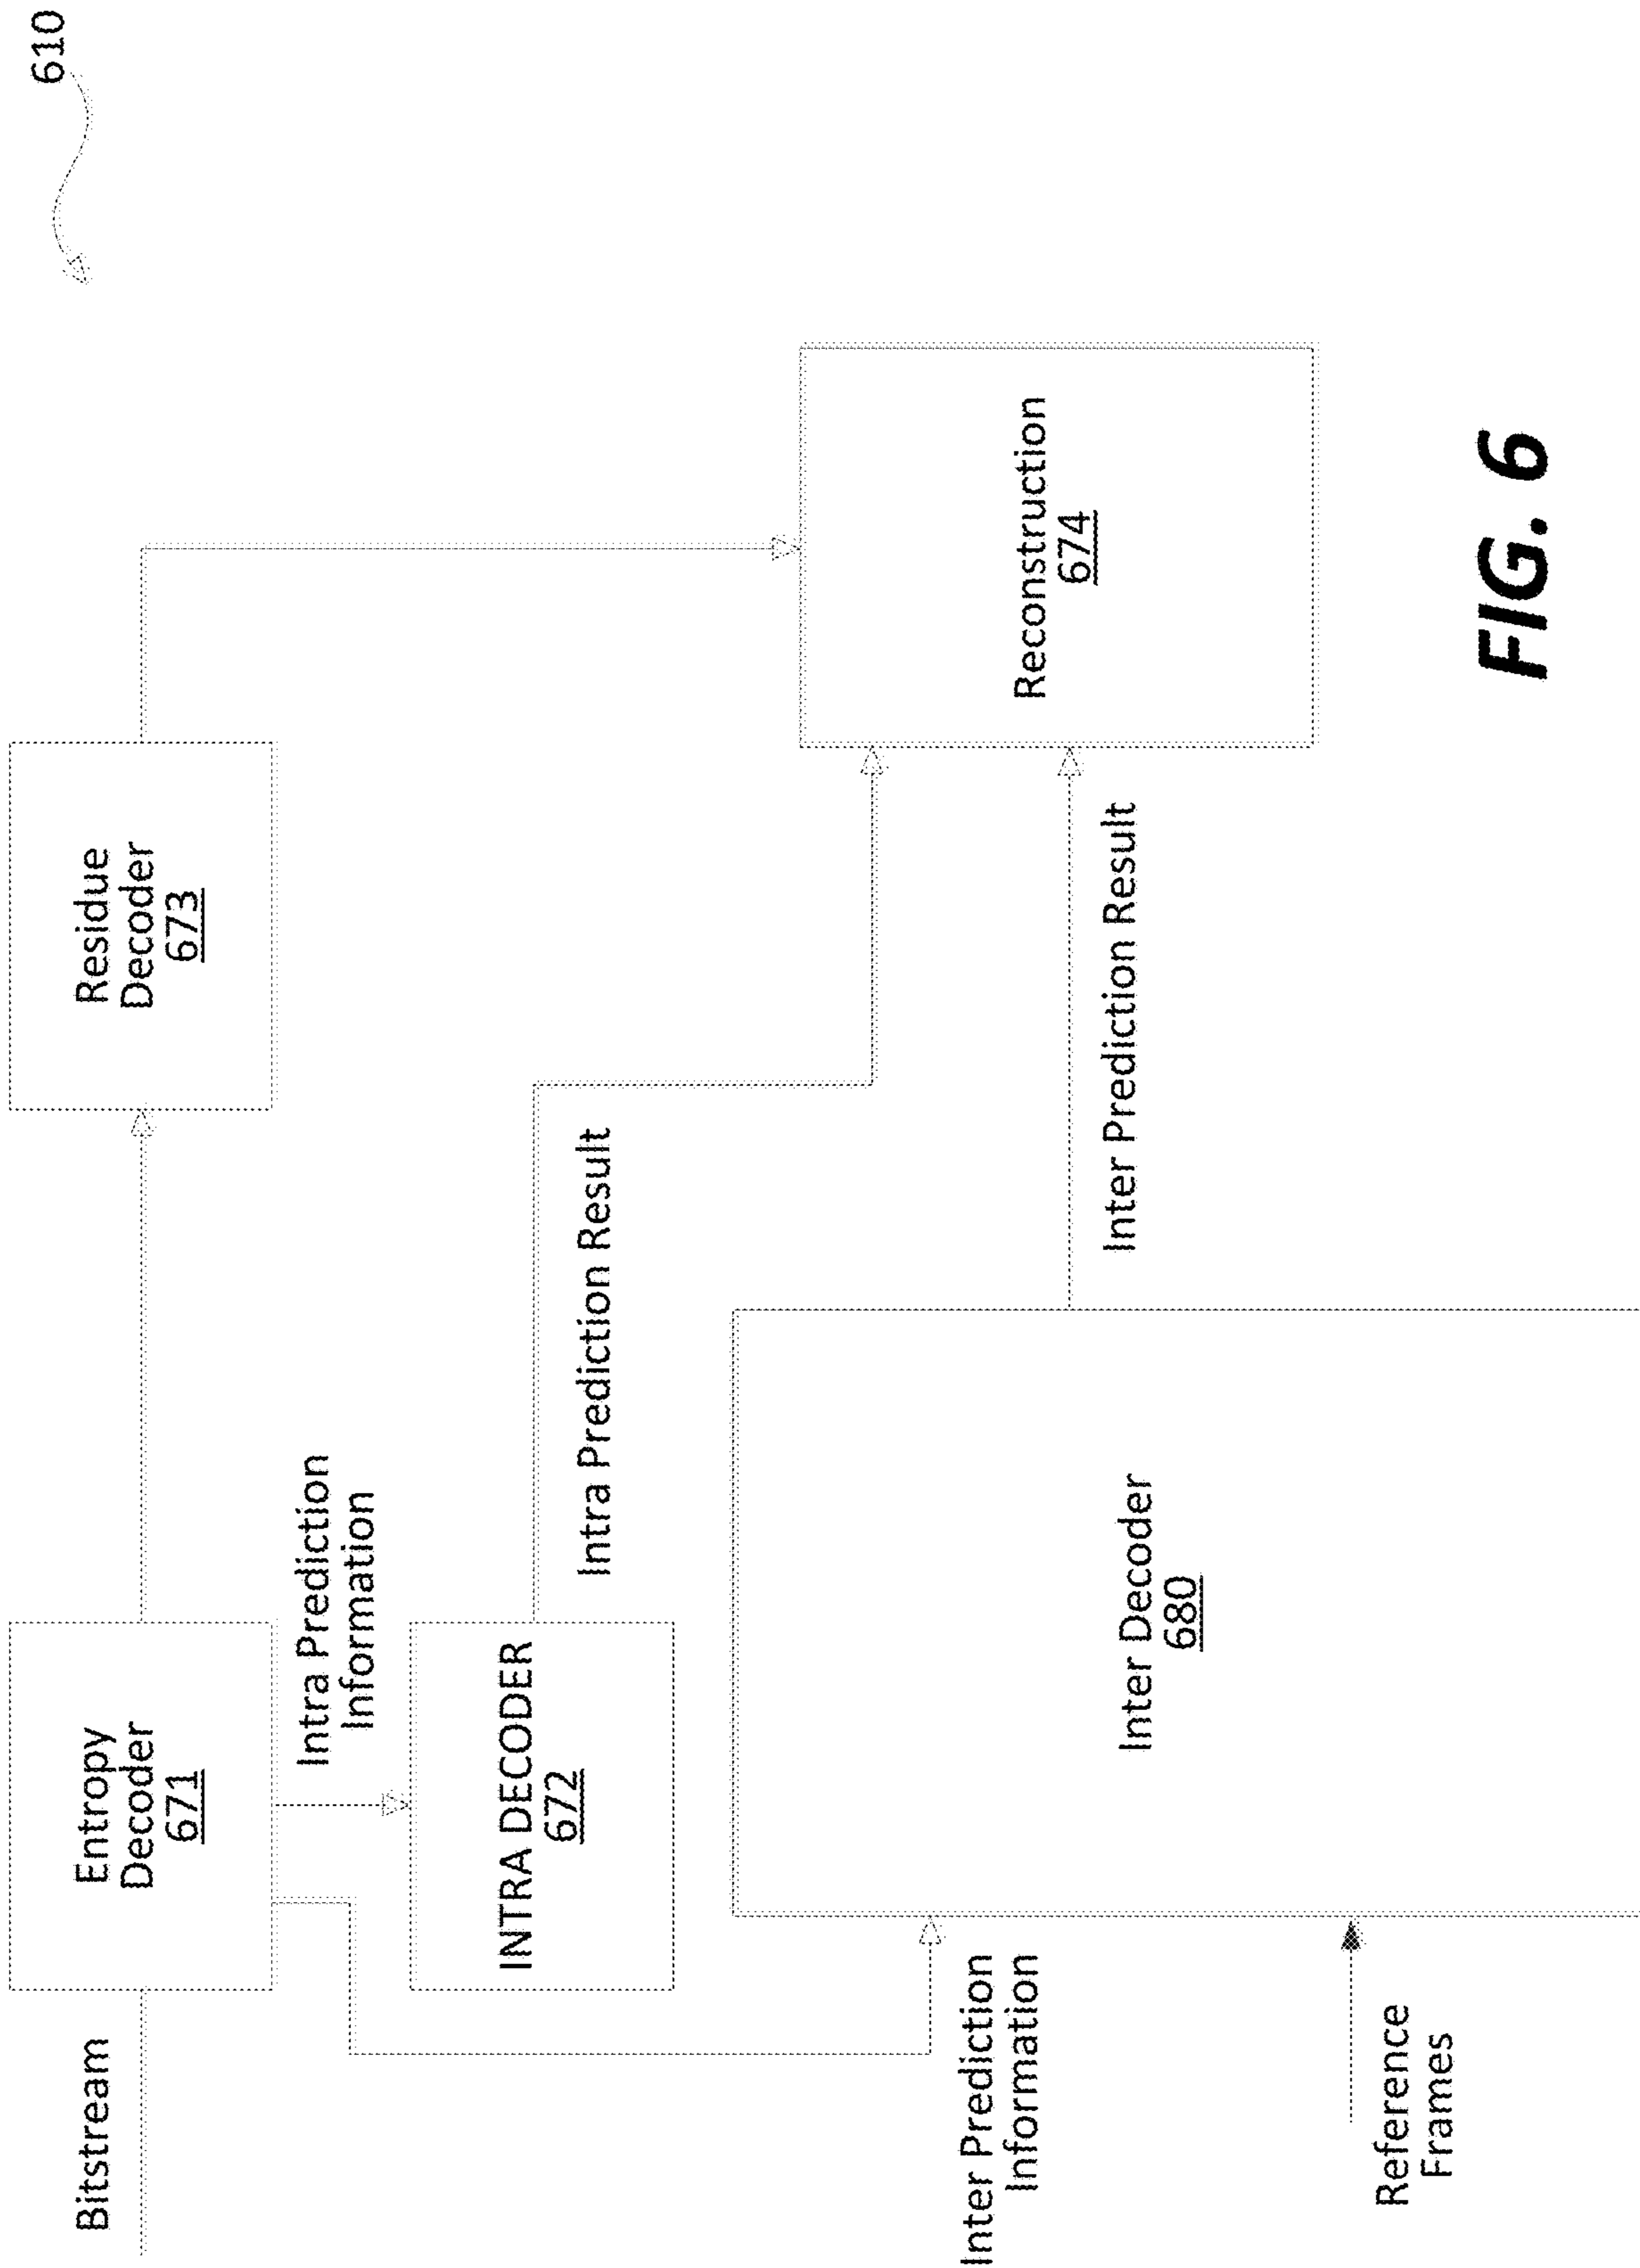 610
Bitstream
Entropy
Decoder
671
Residue
Decoder
673
Intra Prediction
Information
INTRA DECODER
672
Intra Prediction Result
Inter Prediction
Information
Inter Decoder
680
Inter Prediction Result
Reconstruction
674
Reference
Frames
FIG. 6